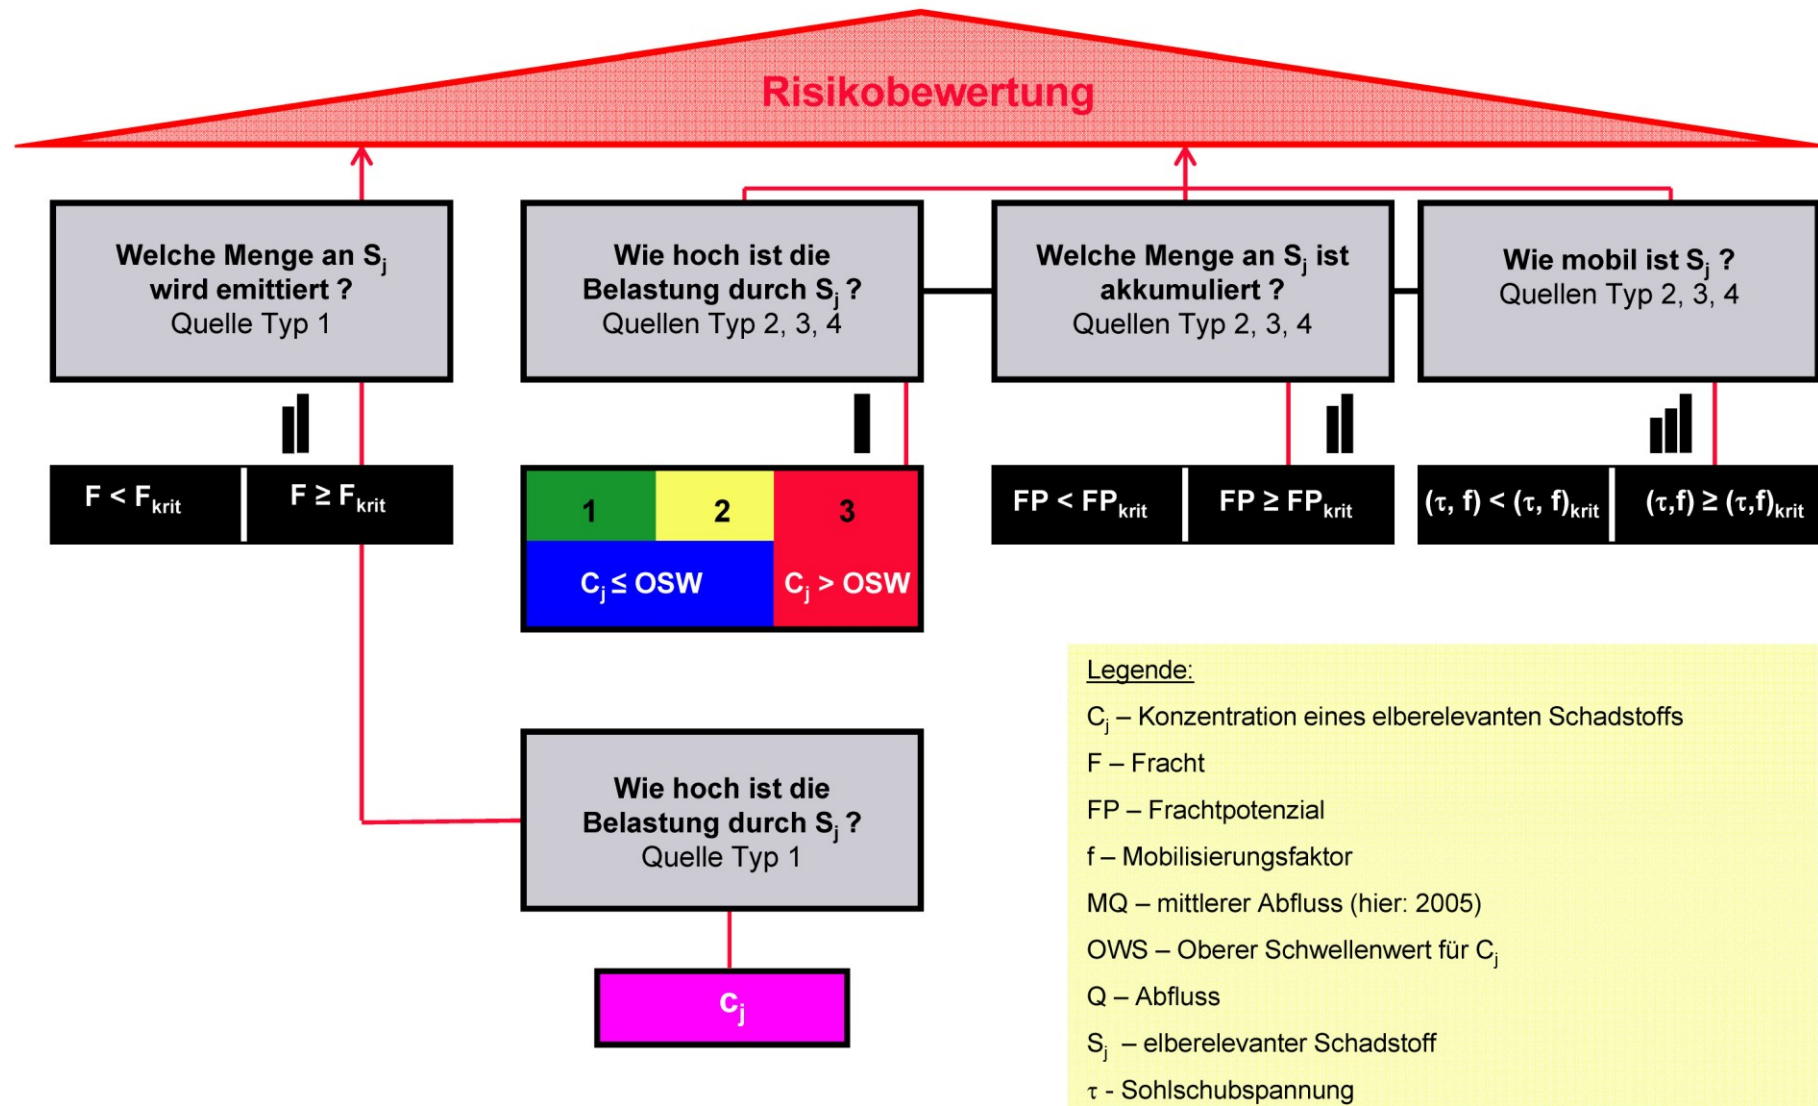 Risikobewertung
Welche Menge an Sj
wird emittiert ?
Quelle Typ 1
Wie hoch ist die
Belastung durch Sj ?
Quellen Typ 2, 3, 4
Welche Menge an Sj ist
akkumuliert ?
Quellen Typ 2, 3, 4
Wie mobil ist Sj ?
Quellen Typ 2, 3, 4
F < Fkrit
F ≥ Fkrit
1
2
3
Cj ≤ OSW
Cj > OSW
FP < FPkrit
FP ≥ FPkrit
(τ, f) < (τ, f)krit
(τ,f) ≥ (τ,f)krit
Wie hoch ist die
Belastung durch Sj ?
Quelle Typ 1
cj
Legende:
Cj – Konzentration eines elberelevanten Schadstoffs
F – Fracht
FP – Frachtpotenzial
f – Mobilisierungsfaktor
MQ – mittlerer Abfluss (hier: 2005)
OWS – Oberer Schwellenwert für Cj
Q – Abfluss
Sj – elberelevanter Schadstoff
τ - Sohlschubspannung